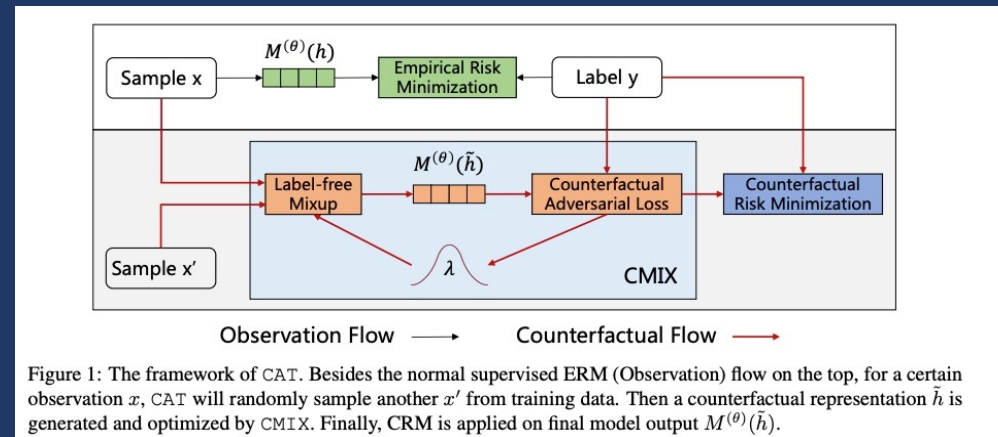 M^(θ)(h)
Sample x
Empirical Risk
Minimization
Label y
M^(θ)(h̃)
Label-free
Mixup
Counterfactual
Adversarial Loss
Counterfactual
Risk Minimization
Sample x′
λ
CMIX
Observation Flow
Counterfactual Flow
Figure 1: The framework of CAT. Besides the normal supervised ERM (Observation) flow on the top, for a certain
observation x, CAT will randomly sample another x′ from training data. Then a counterfactual representation h̃ is
generated and optimized by CMIX. Finally, CRM is applied on final model output M^(θ)(h̃).